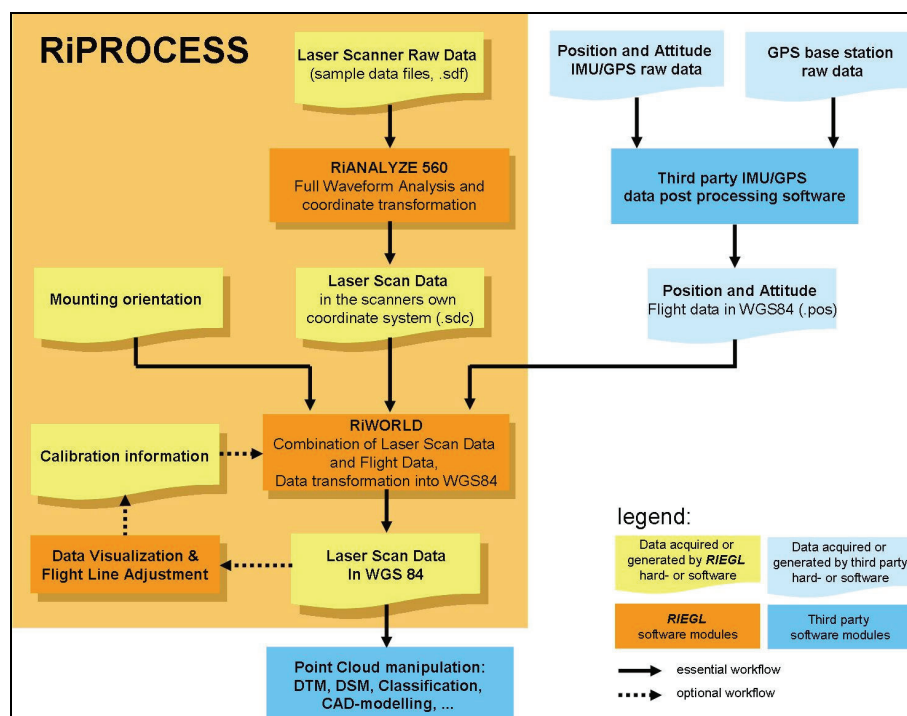 RiPROCESS
Laser Scanner Raw Data
(sample data files, .sdf)
Position and Attitude
IMU/GPS raw data
GPS base station
raw data
RiANALYZE 560
Full Waveform Analysis and
coordinate transformation
Third party IMU/GPS
data post processing software
Mounting orientation
Laser Scan Data
in the scanners own
coordinate system (.sdc)
Position and Attitude
Flight data in WGS84 (.pos)
Calibration information
RiWORLD
Combination of Laser Scan Data
and Flight Data,
Data transformation into WGS84
Data Visualization &
Flight Line Adjustment
Laser Scan Data
In WGS 84
Point Cloud manipulation:
DTM, DSM, Classification,
CAD-modelling, ...
legend:
Data acquired or
generated by RIEGL
hard- or software
Data acquired or
generated by third party
hard- or software
RIEGL
software modules
Third party
software modules
essential workflow
optional workflow